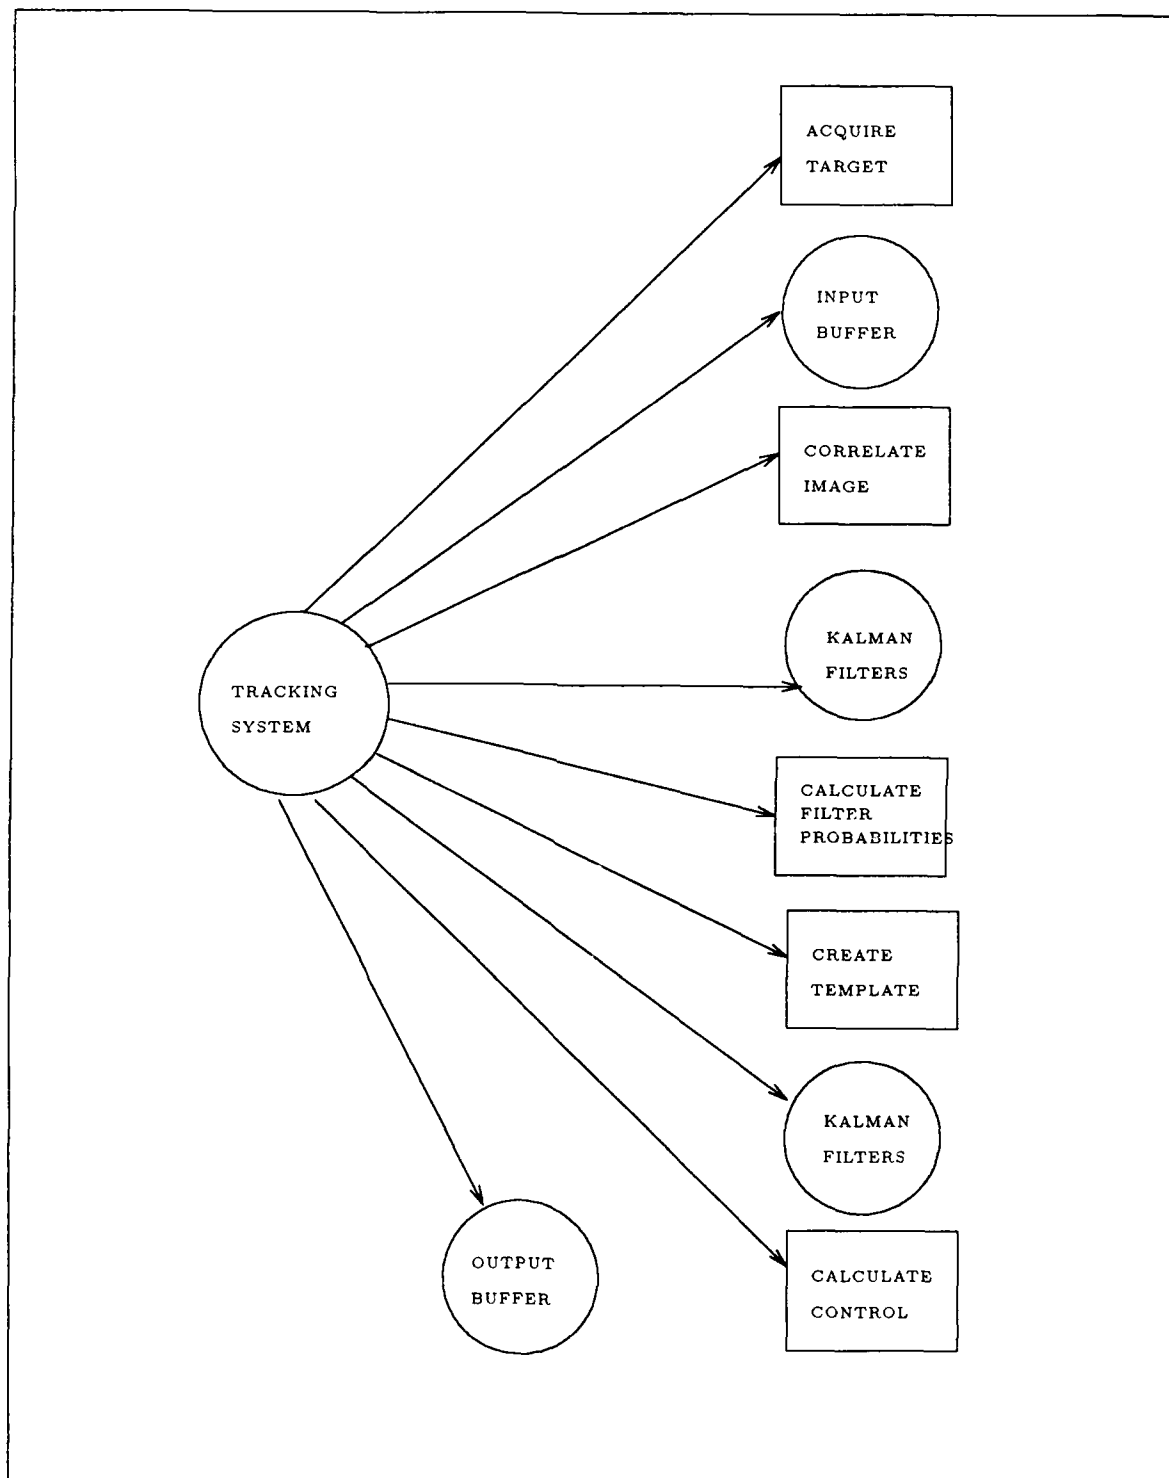 ACQUIRE
TARGET
INPUT
BUFFER
CORRELATE
IMAGE
KALMAN
FILTERS
TRACKING
SYSTEM
CALCULATE
FILTER
PROBABILITIES
CREATE
TEMPLATE
KALMAN
FILTERS
OUTPUT
BUFFER
CALCULATE
CONTROL